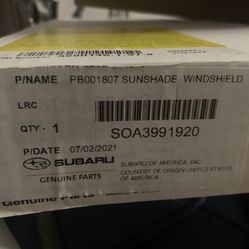 P/NAME PB001807 SUNSHADE WINDSHIELD
LRC
QTY - 1 SOA3991920
P/DATE 07/02/2021
SUBARU SUBARU OF AMERICA, INC.
GENUINE PARTS COUNTRY OF ORIGIN:UNITED STATES
OF AMERICA
Genuine Parts